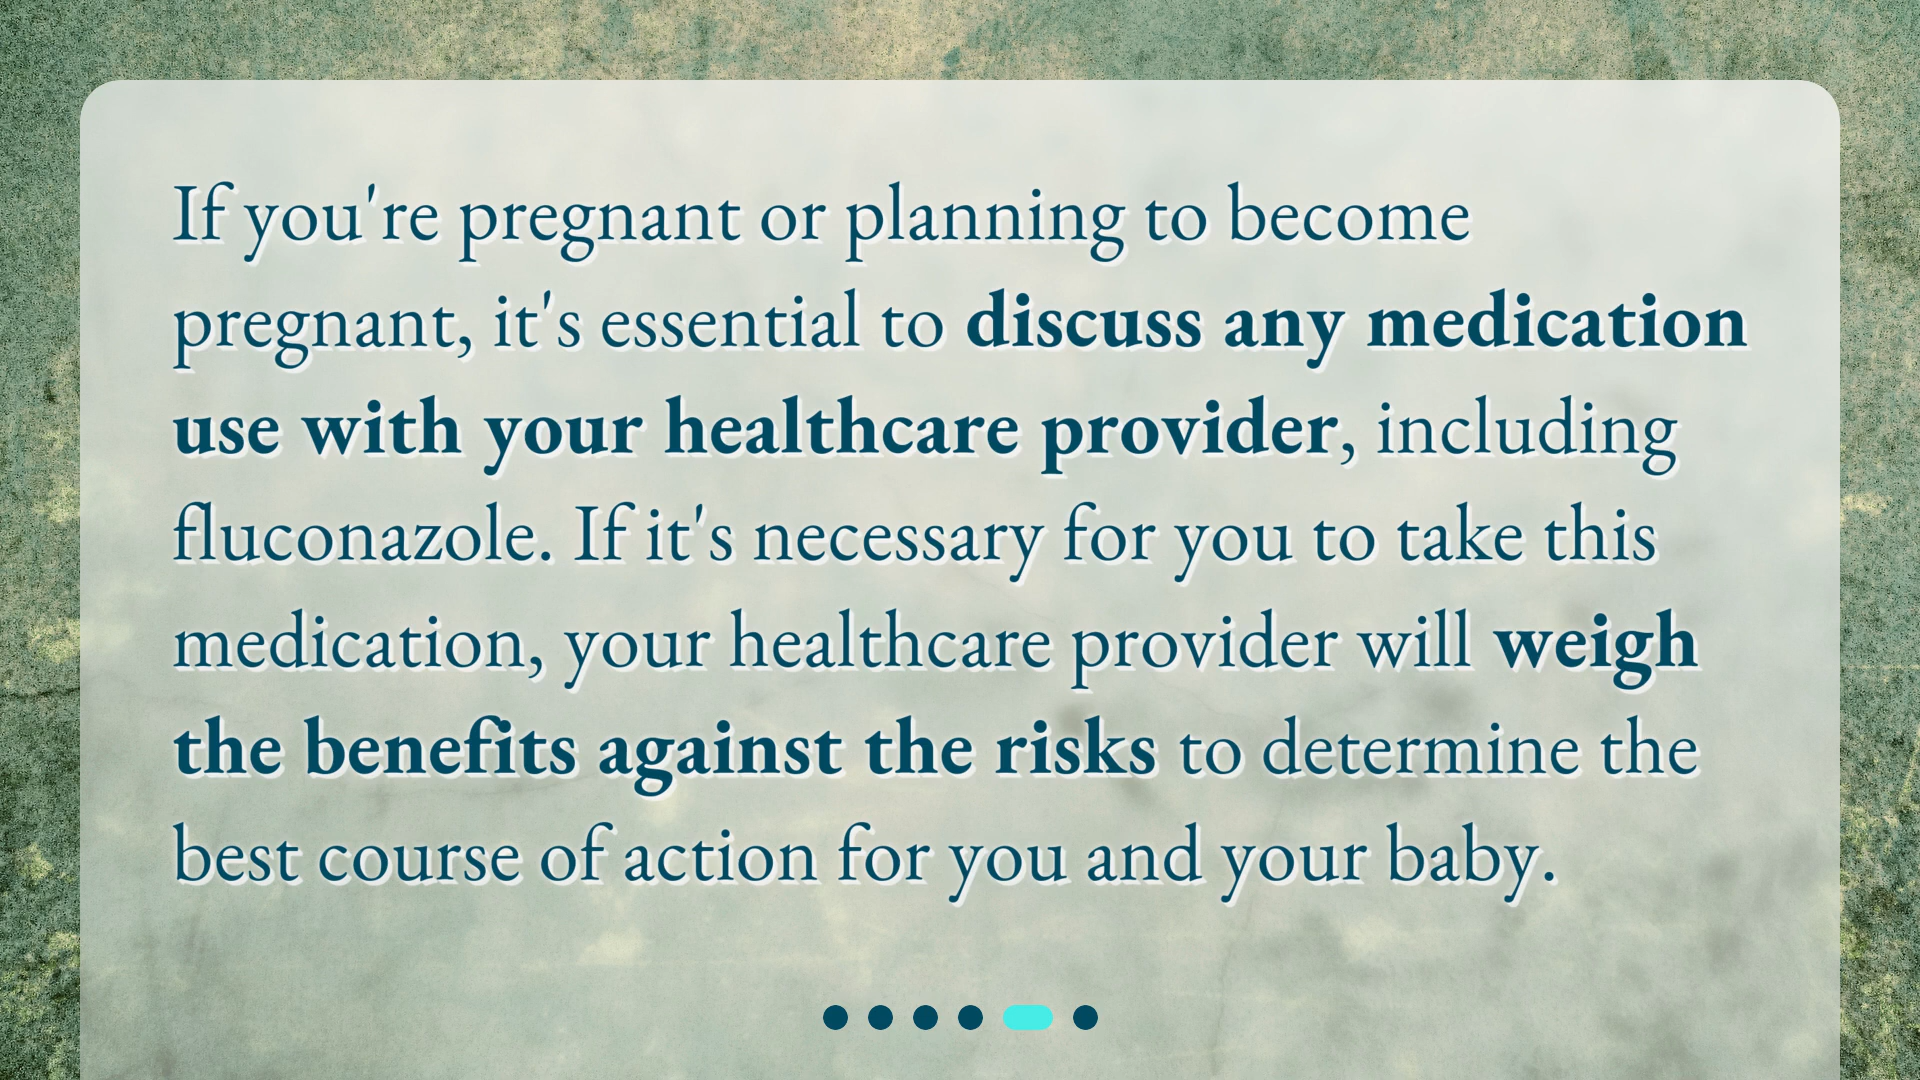 If you're pregnant or planning to become
pregnant, it's essential to discuss any medication
use with your healthcare provider, including
fluconazole. If it's necessary for you to take this
medication, your healthcare provider will weigh
the benefits against the risks to determine the
best course of action for you and your baby.